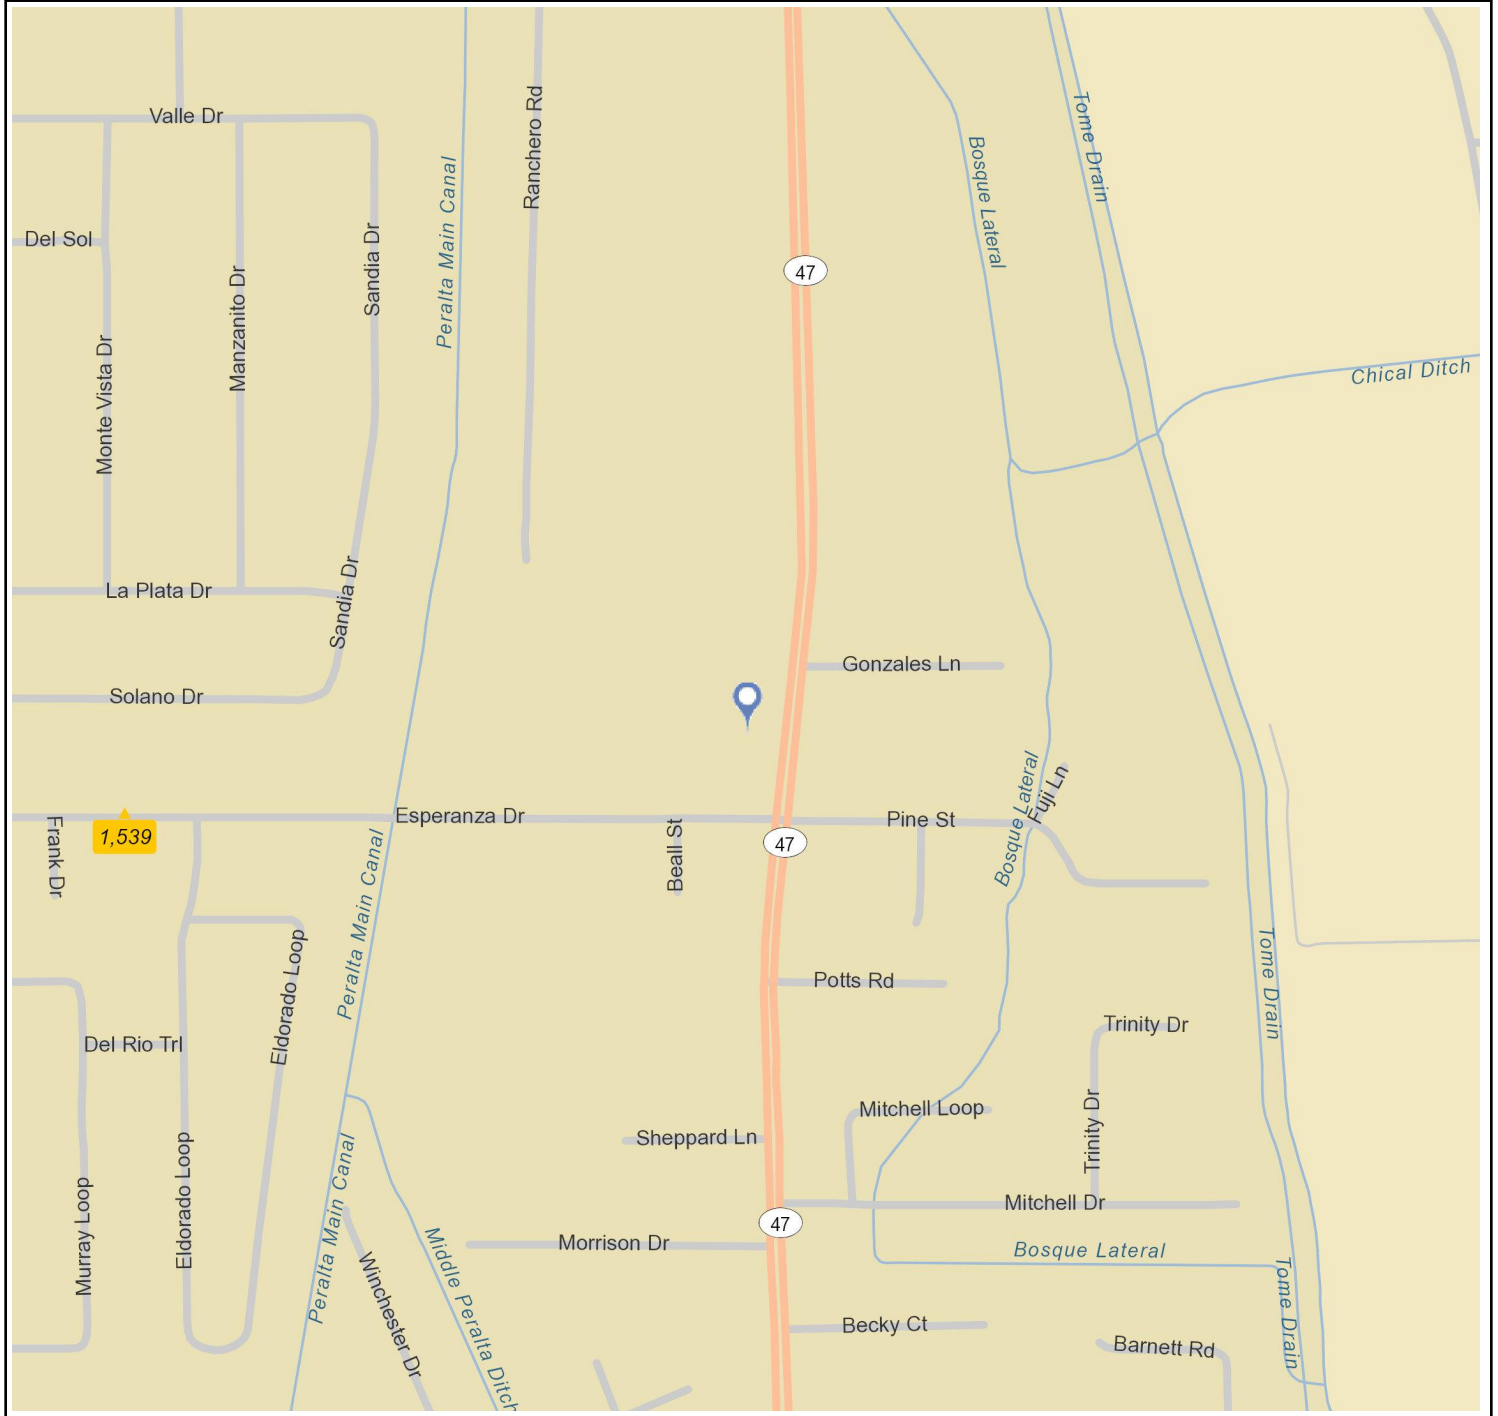 Valle Dr
Ranchero Rd
Tome Drain
Bosque Lateral
Peralta Main Canal
Del Sol
Sandia Dr
Manzanito Dr
47
Monte Vista Dr
Chical Ditch
La Plata Dr
Sandia Dr
Gonzales Ln
Solano Dr
Bosque Lateral
Fuji Ln
Esperanza Dr
Pine St
1,539
Frank Dr
Beall St
47
Peralta Main Canal
Eldorado Loop
Tome Drain
Potts Rd
Trinity Dr
Del Rio Trl
Mitchell Loop
Trinity Dr
Sheppard Ln
Eldorado Loop
Murray Loop
Peralta Main Canal
Mitchell Dr
47
Morrison Dr
Bosque Lateral
Winchester Dr
Middle Peralta Ditch
Tome Drain
Becky Ct
Barnett Rd